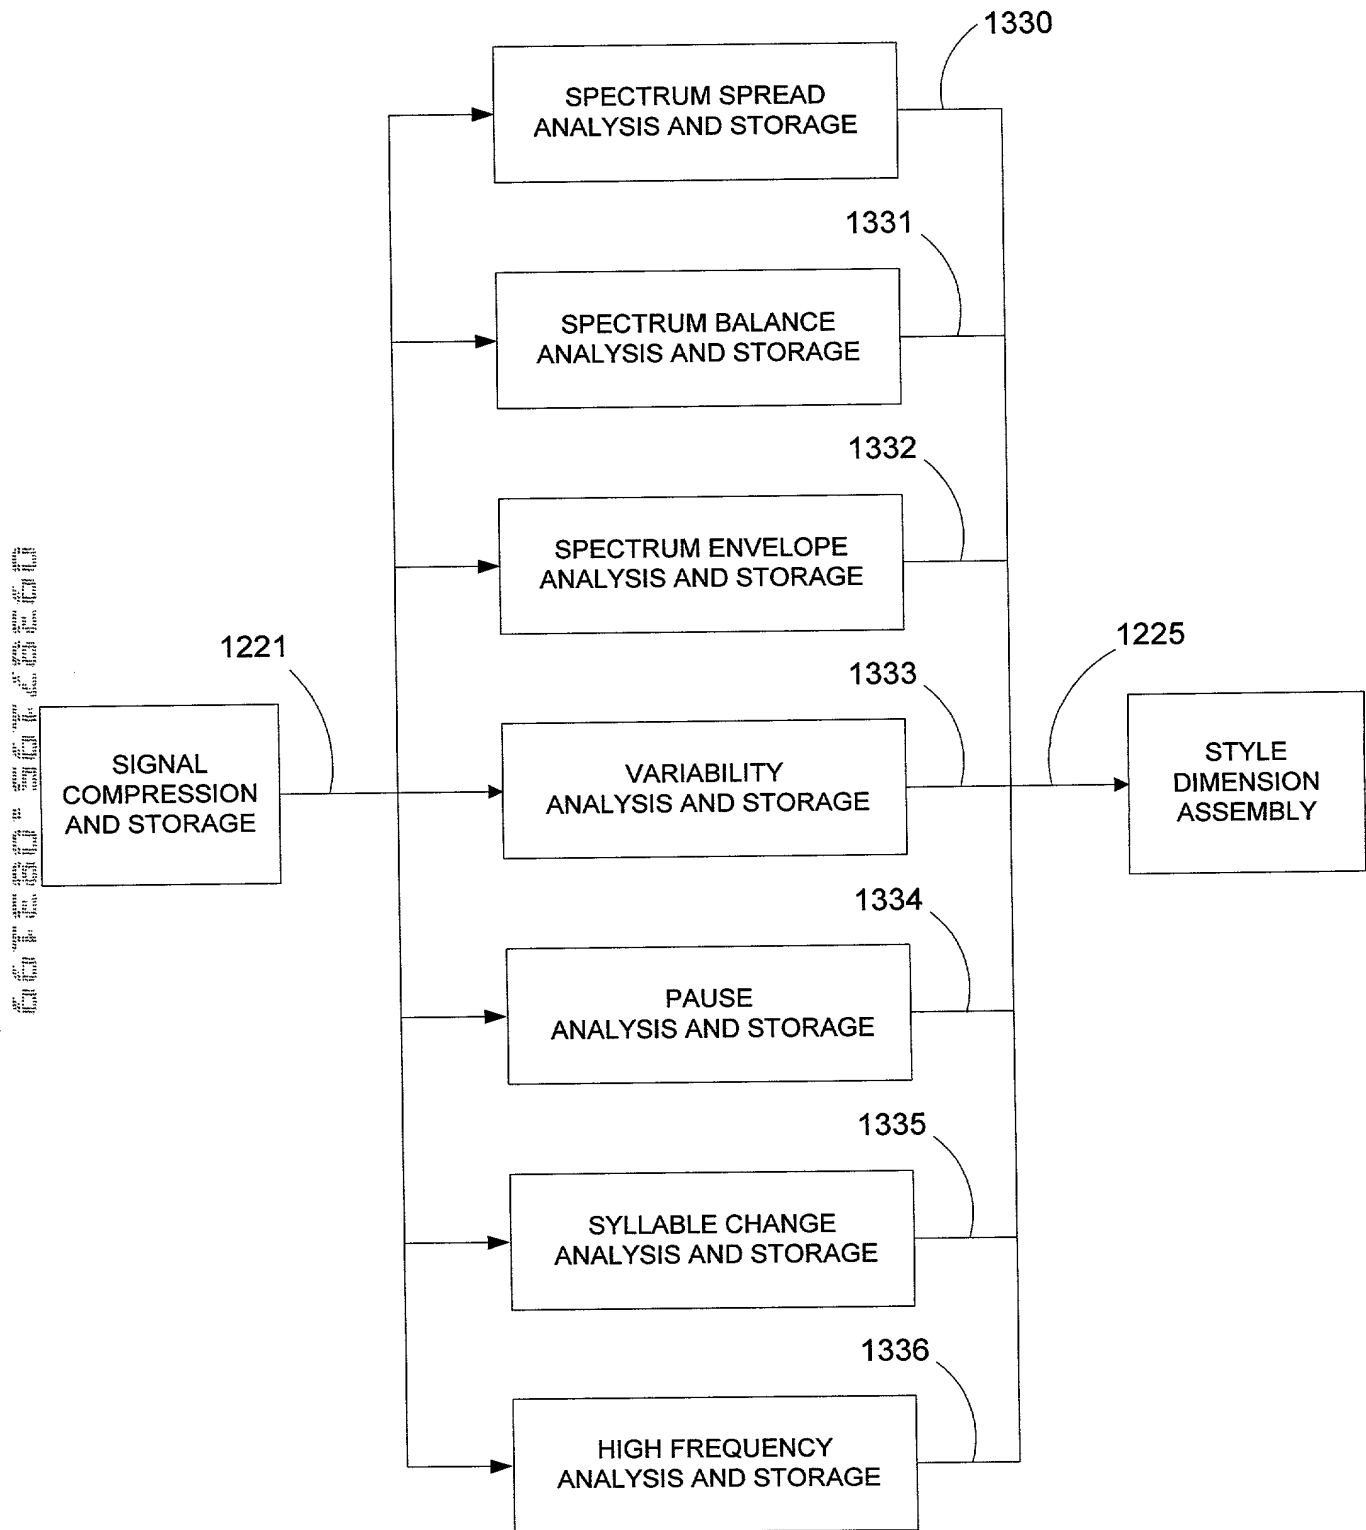 1330
SPECTRUM SPREAD
ANALYSIS AND STORAGE
1331
SPECTRUM BALANCE
ANALYSIS AND STORAGE
1332
SPECTRUM ENVELOPE
ANALYSIS AND STORAGE
1221
1333
1225
SIGNAL
COMPRESSION
AND STORAGE
VARIABILITY
ANALYSIS AND STORAGE
STYLE
DIMENSION
ASSEMBLY
1334
PAUSE
ANALYSIS AND STORAGE
1335
SYLLABLE CHANGE
ANALYSIS AND STORAGE
1336
HIGH FREQUENCY
ANALYSIS AND STORAGE